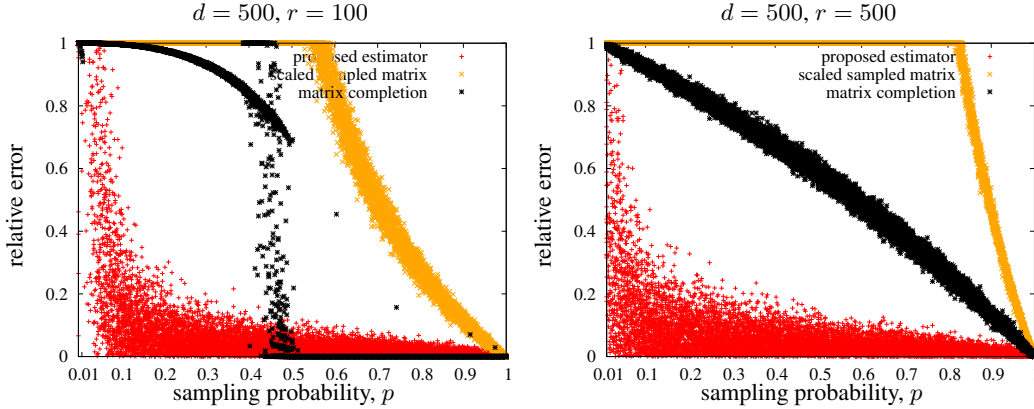 d = 500, r = 100
relative error
1
0.8
0.6
0.4
0.2
0
proposed estimator
scaled sampled matrix
matrix completion
0.01 0.1 0.2 0.3 0.4 0.5 0.6 0.7 0.8 0.9 1
sampling probability, p
d = 500, r = 500
relative error
1
0.8
0.6
0.4
0.2
0
proposed estimator
scaled sampled matrix
matrix completion
0.01 0.1 0.2 0.3 0.4 0.5 0.6 0.7 0.8 0.9
sampling probability, p